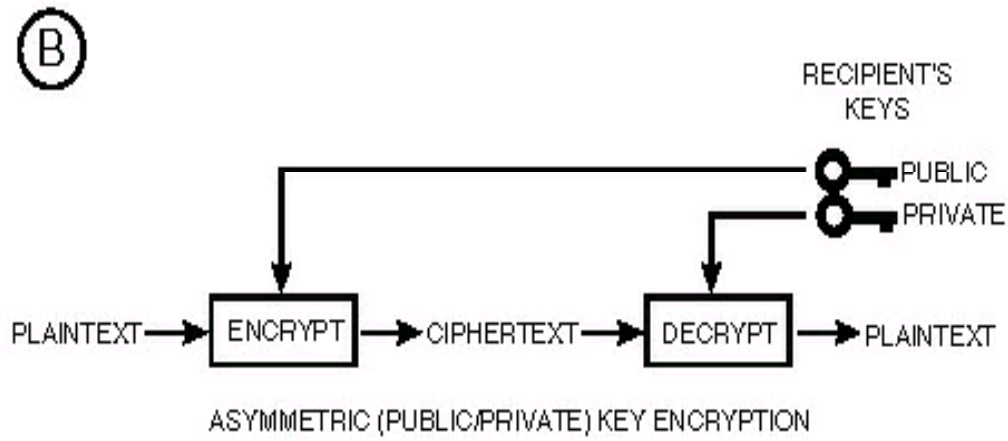 B
RECIPIENT'S
KEYS
PUBLIC
PRIVATE
PLAINTEXT ENCRYPT CIPHERTEXT DECRYPT PLAINTEXT
ASYMMETRIC (PUBLIC/PRIVATE) KEY ENCRYPTION